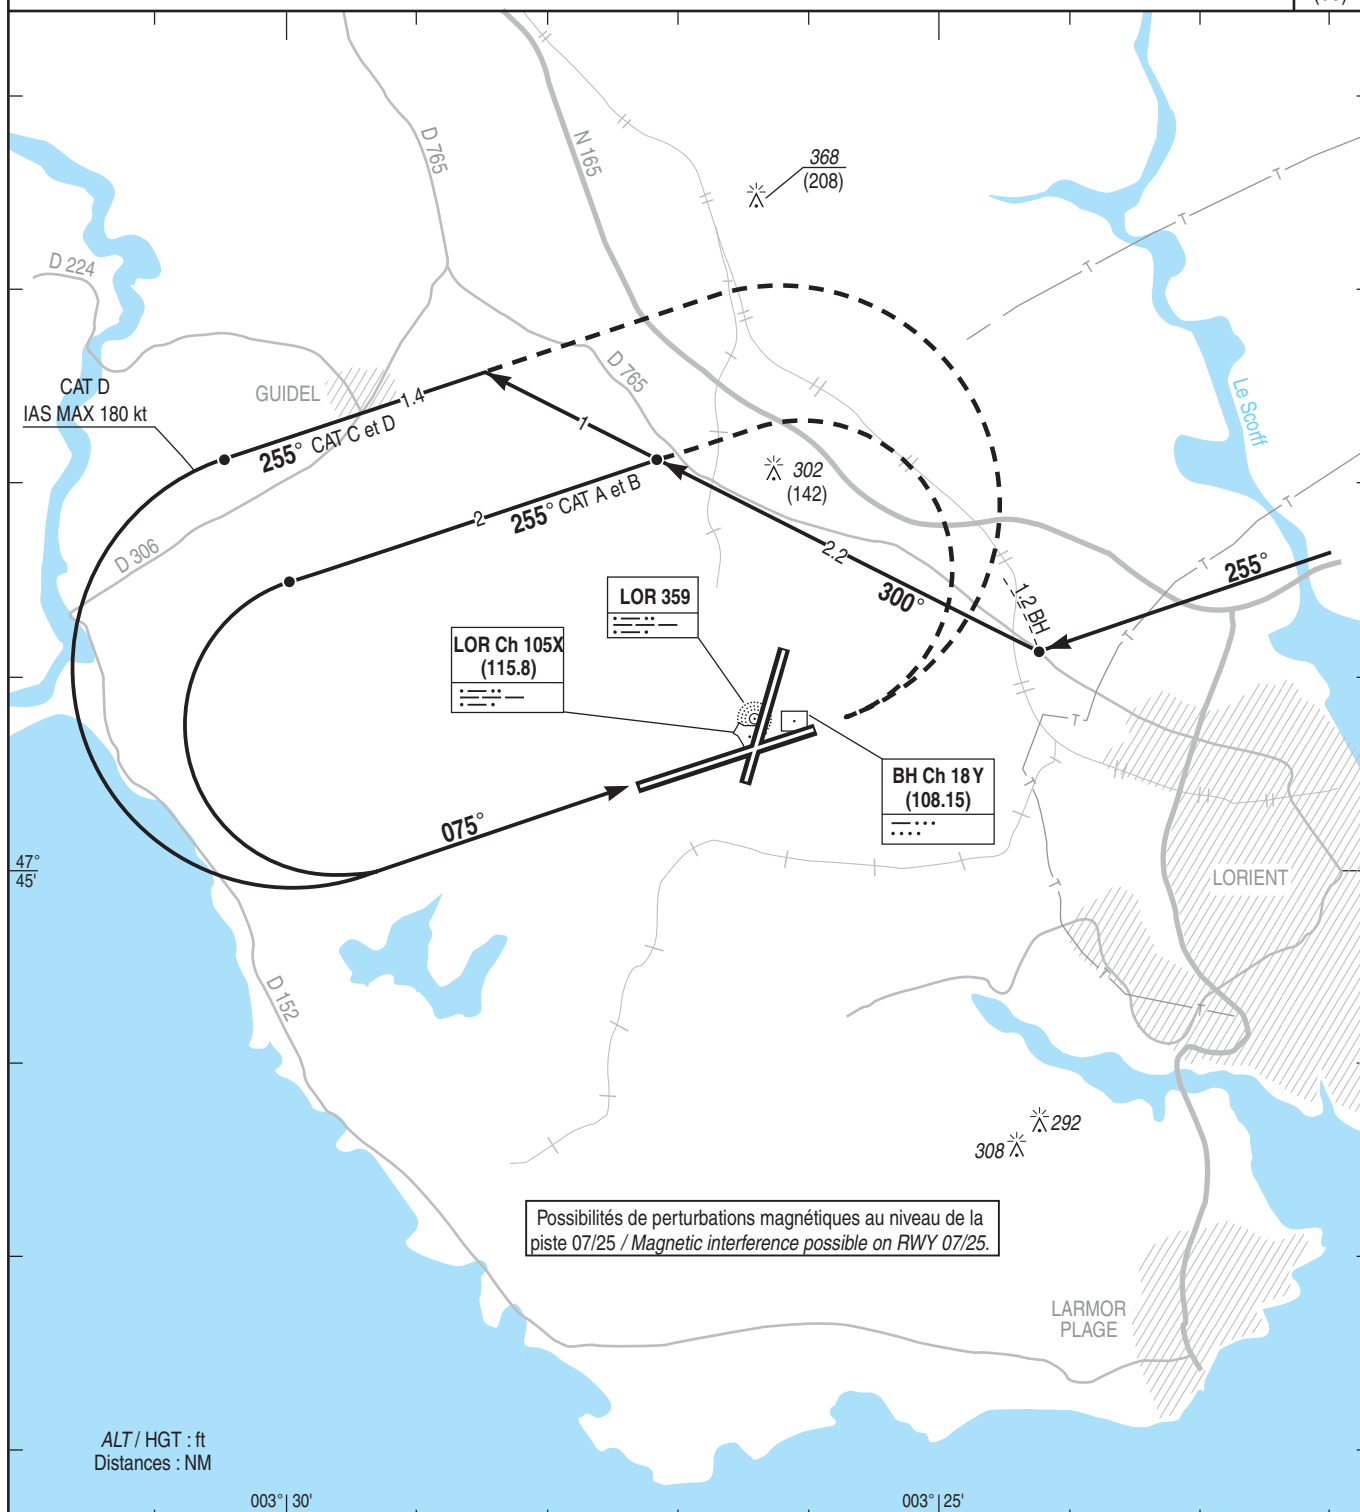 D 765
N 165
368
(208)
D 224
CAT D
IAS MAX 180 kt
GUIDEL
1.4
255° CAT C et D
D 765
1
Le Scorff
302
(142)
2
255° CAT A et B
D 306
2.2
300°
255°
1.2 BH
LOR 359
LOR Ch 105X
(115.8)
BH Ch 18 Y
(108.15)
075°
47°
45'
LORIENT
D 152
292
308
Possibilités de perturbations magnétiques au niveau de la
piste 07/25 / Magnetic interference possible on RWY 07/25.
LARMOR
PLAGE
ALT / HGT : ft
Distances : NM
003° 30'
003° 25'
T
T
T
T
T
T
T
T
T
T
T